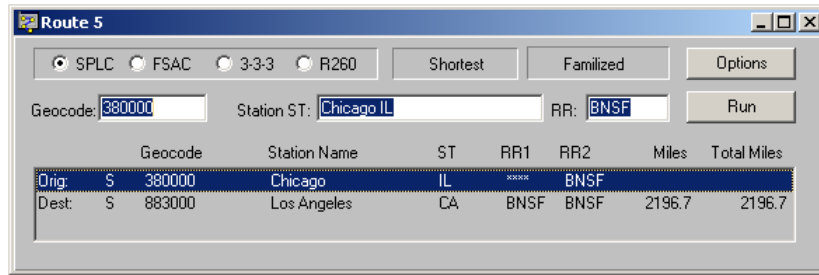 Route 5
SPLC FSAC 3-3-3 R260 Shortest Familized Options
Geocode: 380000 Station ST: Chicago IL RR: BNSF Run
Geocode Station Name ST RR1 RR2 Miles Total Miles
Orig: S 380000 Chicago IL **** BNSF
Dest: S 883000 Los Angeles CA BNSF BNSF 2196.7 2196.7